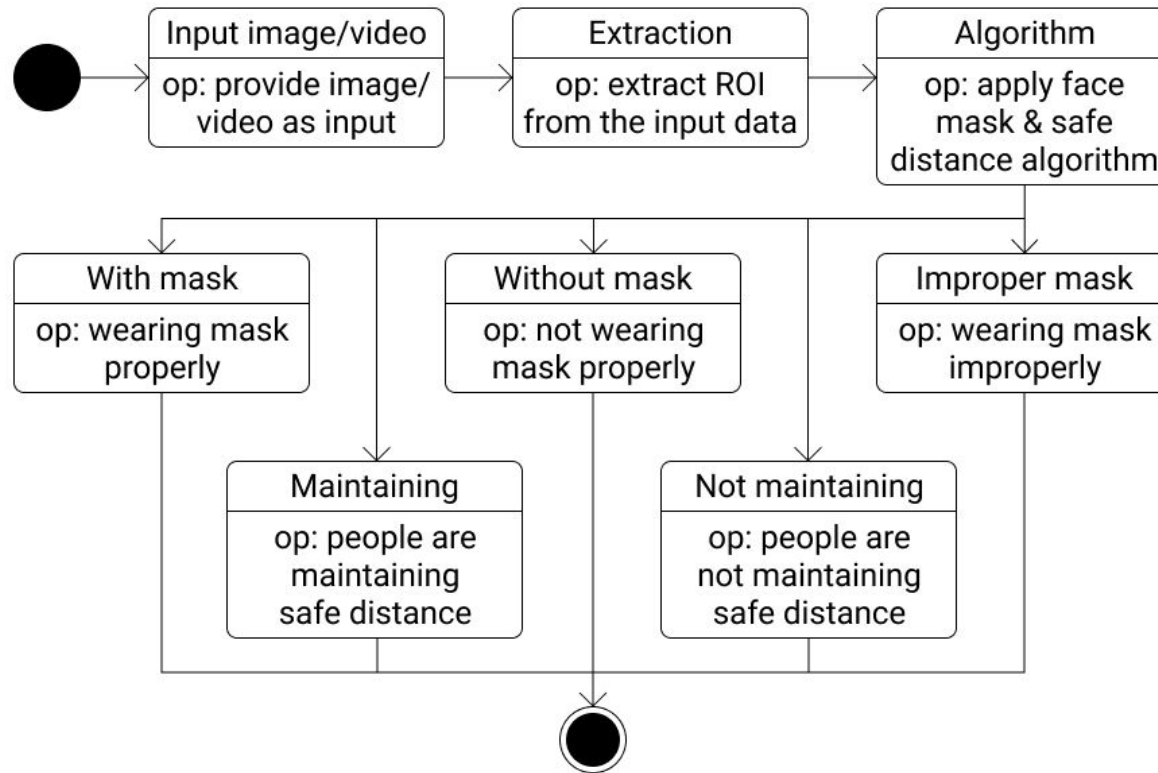 Input image/video
op: provide image/
video as input
Extraction
op: extract ROI
from the input data
Algorithm
op: apply face
mask & safe
distance algorithm
With mask
op: wearing mask
properly
Without mask
op: not wearing
mask properly
Improper mask
op: wearing mask
improperly
Maintaining
op: people are
maintaining
safe distance
Not maintaining
op: people are
not maintaining
safe distance